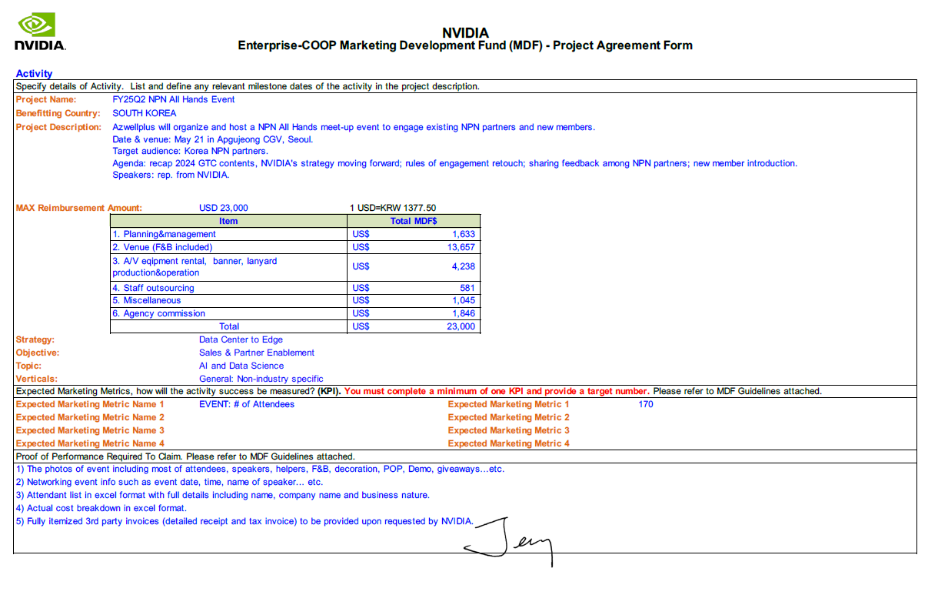 NVIDIA.
NVIDIA
Enterprise-COOP Marketing Development Fund (MDF) - Project Agreement Form
Activity
Specify details of Activity. List and define any relevant milestone dates of the activity in the project description.
Project Name: FY25Q2 NPN All Hands Event
Benefitting Country: SOUTH KOREA
Project Description: Azwellplus will organize and host a NPN All Hands meet-up event to engage existing NPN partners and new members.
Date & venue: May 21 in Apgujeong CGV, Seoul.
Target audience: Korea NPN partners.
Agenda: recap 2024 GTC contents, NVIDIA's strategy moving forward; rules of engagement retouch; sharing feedback among NPN partners; new member introduction.
Speakers: rep. from NVIDIA.
MAX Reimbursement Amount: USD 23,000 1 USD=KRW 1377.50
Item Total MDF$
1. Planning&management US$ 1,633
2. Venue (F&B included) US$ 13,657
3. A/V eqipment rental, banner, lanyard
production&operation US$ 4,238
4. Staff outsourcing US$ 581
5. Miscellaneous US$ 1,045
6. Agency commission US$ 1,846
Total US$ 23,000
Strategy: Data Center to Edge
Objective: Sales & Partner Enablement
Topic: AI and Data Science
Verticals: General: Non-industry specific
Expected Marketing Metrics, how will the activity success be measured? (KPI). You must complete a minimum of one KPI and provide a target number. Please refer to MDF Guidelines attached.
Expected Marketing Metric Name 1 EVENT: # of Attendees Expected Marketing Metric 1 170
Expected Marketing Metric Name 2 Expected Marketing Metric 2
Expected Marketing Metric Name 3 Expected Marketing Metric 3
Expected Marketing Metric Name 4 Expected Marketing Metric 4
Proof of Performance Required To Claim. Please refer to MDF Guidelines attached.
1) The photos of event including most of attendees, speakers, helpers, F&B, decoration, POP, Demo, giveaways…etc.
2) Networking event info such as event date, time, name of speaker… etc.
3) Attendant list in excel format with full details including name, company name and business nature.
4) Actual cost breakdown in excel format.
5) Fully itemized 3rd party invoices (detailed receipt and tax invoice) to be provided upon requested by NVIDIA.